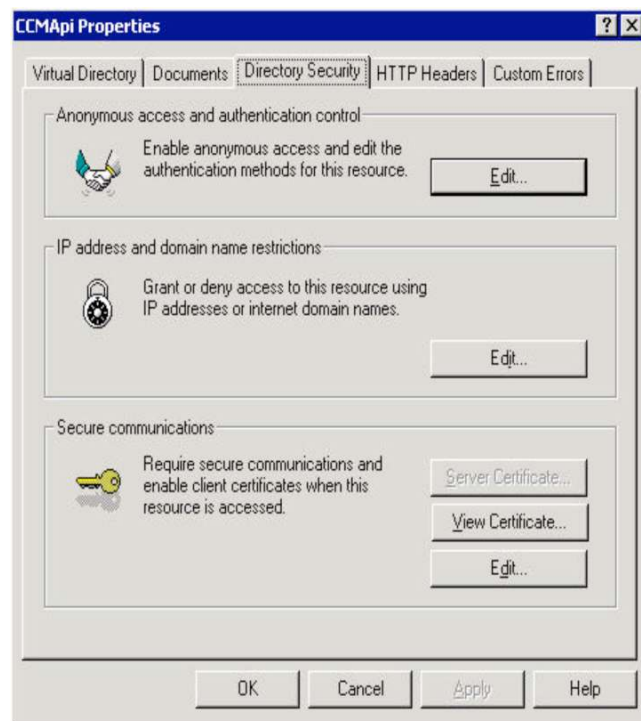 CCMApi Properties
Virtual Directory Documents Directory Security HTTP Headers Custom Errors
Anonymous access and authentication control
Enable anonymous access and edit the
authentication methods for this resource.
Edit...
IP address and domain name restrictions
Grant or deny access to this resource using
IP addresses or internet domain names.
Edit...
Secure communications
Require secure communications and
enable client certificates when this
resource is accessed.
Server Certificate...
View Certificate...
Edit...
OK Cancel Apply Help